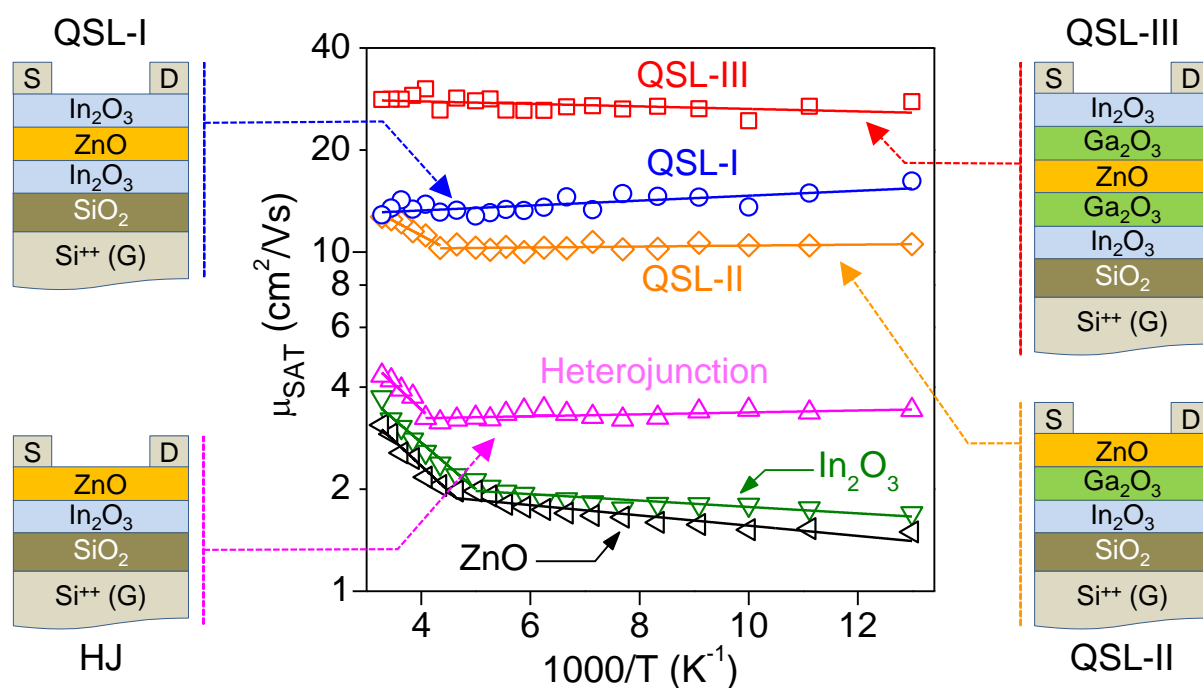 QSL-I
S D
In₂O₃
ZnO
In₂O₃
SiO₂
Si⁺⁺ (G)
S D
ZnO
In₂O₃
SiO₂
Si⁺⁺ (G)
HJ
40
20
10
8
6
4
2
1
μSAT (cm²/Vs)
QSL-III
QSL-I
QSL-II
Heterojunction
In₂O₃
ZnO
4 6 8 10 12
1000/T (K⁻¹)
QSL-III
S D
In₂O₃
Ga₂O₃
ZnO
Ga₂O₃
In₂O₃
SiO₂
Si⁺⁺ (G)
S D
ZnO
Ga₂O₃
In₂O₃
SiO₂
Si⁺⁺ (G)
QSL-II